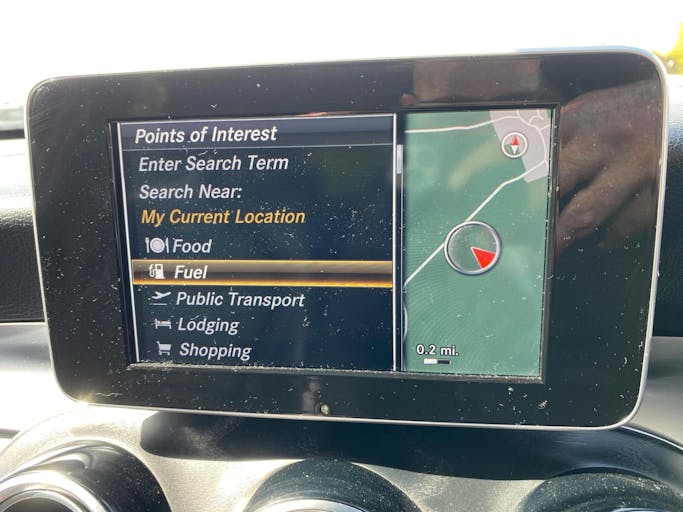 Points of Interest
Enter Search Term
Search Near:
My Current Location
Food
Fuel
Public Transport
Lodging
Shopping
0.2 mi.